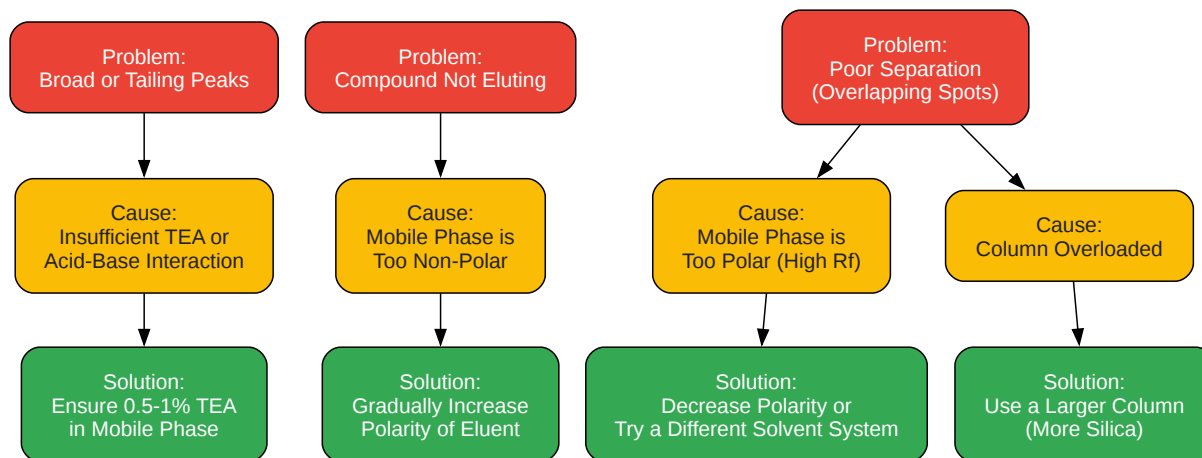 Problem:
Broad or Tailing Peaks
Problem:
Compound Not Eluting
Problem:
Poor Separation
(Overlapping Spots)
Cause:
Insufficient TEA or
Acid-Base Interaction
Cause:
Mobile Phase is
Too Non-Polar
Cause:
Mobile Phase is
Too Polar (High Rf)
Cause:
Column Overloaded
Solution:
Ensure 0.5-1% TEA
in Mobile Phase
Solution:
Gradually Increase
Polarity of Eluent
Solution:
Decrease Polarity or
Try a Different Solvent System
Solution:
Use a Larger Column
(More Silica)